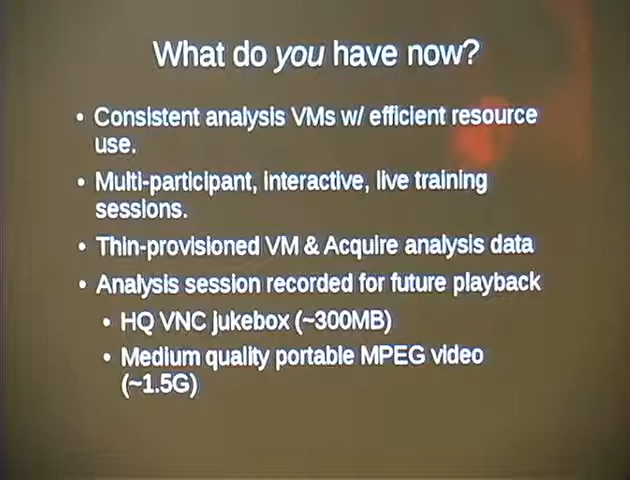 What do you have now?
• Consistent analysis VMs w/ efficient resource
use.
• Multi-participant, interactive, live training
sessions.
• Thin-provisioned VM & Acquire analysis data
• Analysis session recorded for future playback
• HQ VNC jukebox (~300MB)
• Medium quality portable MPEG video
(~1.5G)